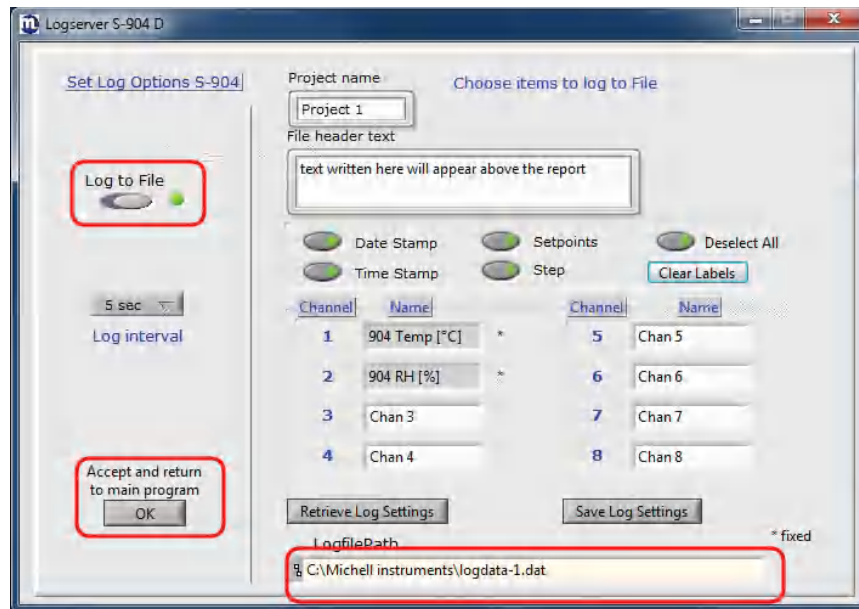 Logserver S-904 D
Set Log Options S-904
Project name
Choose items to log to File
Project 1
File header text
text written here will appear above the report
Log to File
Date Stamp
Setpoints
Deselect All
Time Stamp
Step
Clear Labels
5 sec
Log interval
Channel Name Channel Name
1 904 Temp [°C] * 5 Chan 5
2 904 RH [%] * 6 Chan 6
3 Chan 3 7 Chan 7
4 Chan 4 8 Chan 8
Accept and return
to main program
OK
Retrieve Log Settings
Save Log Settings
* fixed
LogfilePath
C:\Michell instruments\logdata-1.dat